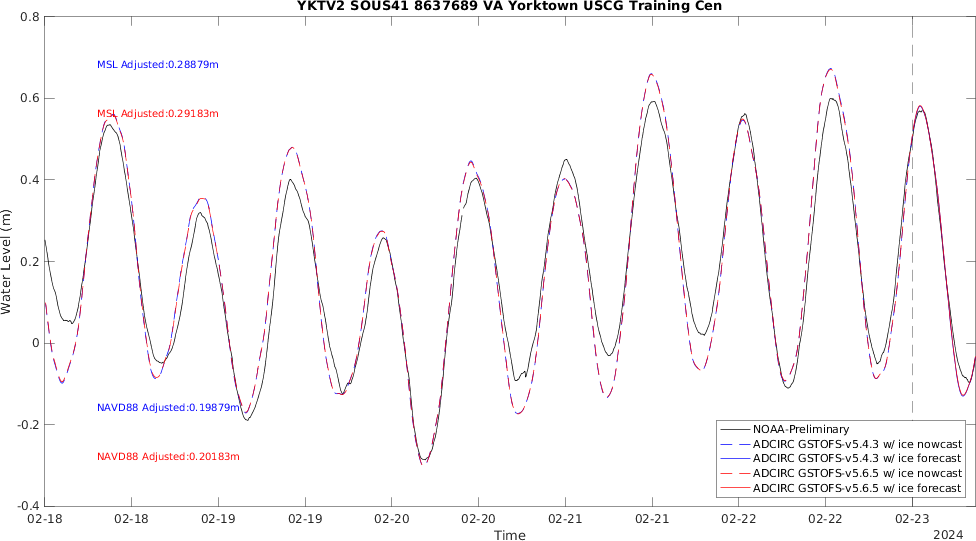 YKTV2 SOUS41 8637689 VA Yorktown USCG Training Cen
0.8
0.6
0.4
0.2
0
-0.2
-0.4
Water Level (m)
MSL Adjusted:0.28879m
MSL Adjusted:0.29183m
NAVD88 Adjusted:0.19879m
NAVD88 Adjusted:0.20183m
NOAA-Preliminary
ADCIRC GSTOFS-v5.4.3 w/ ice nowcast
ADCIRC GSTOFS-v5.4.3 w/ ice forecast
ADCIRC GSTOFS-v5.6.5 w/ ice nowcast
ADCIRC GSTOFS-v5.6.5 w/ ice forecast
02-18 02-18 02-19 02-19 02-20 02-20 02-21 02-21 02-22 02-22 02-23
Time
2024